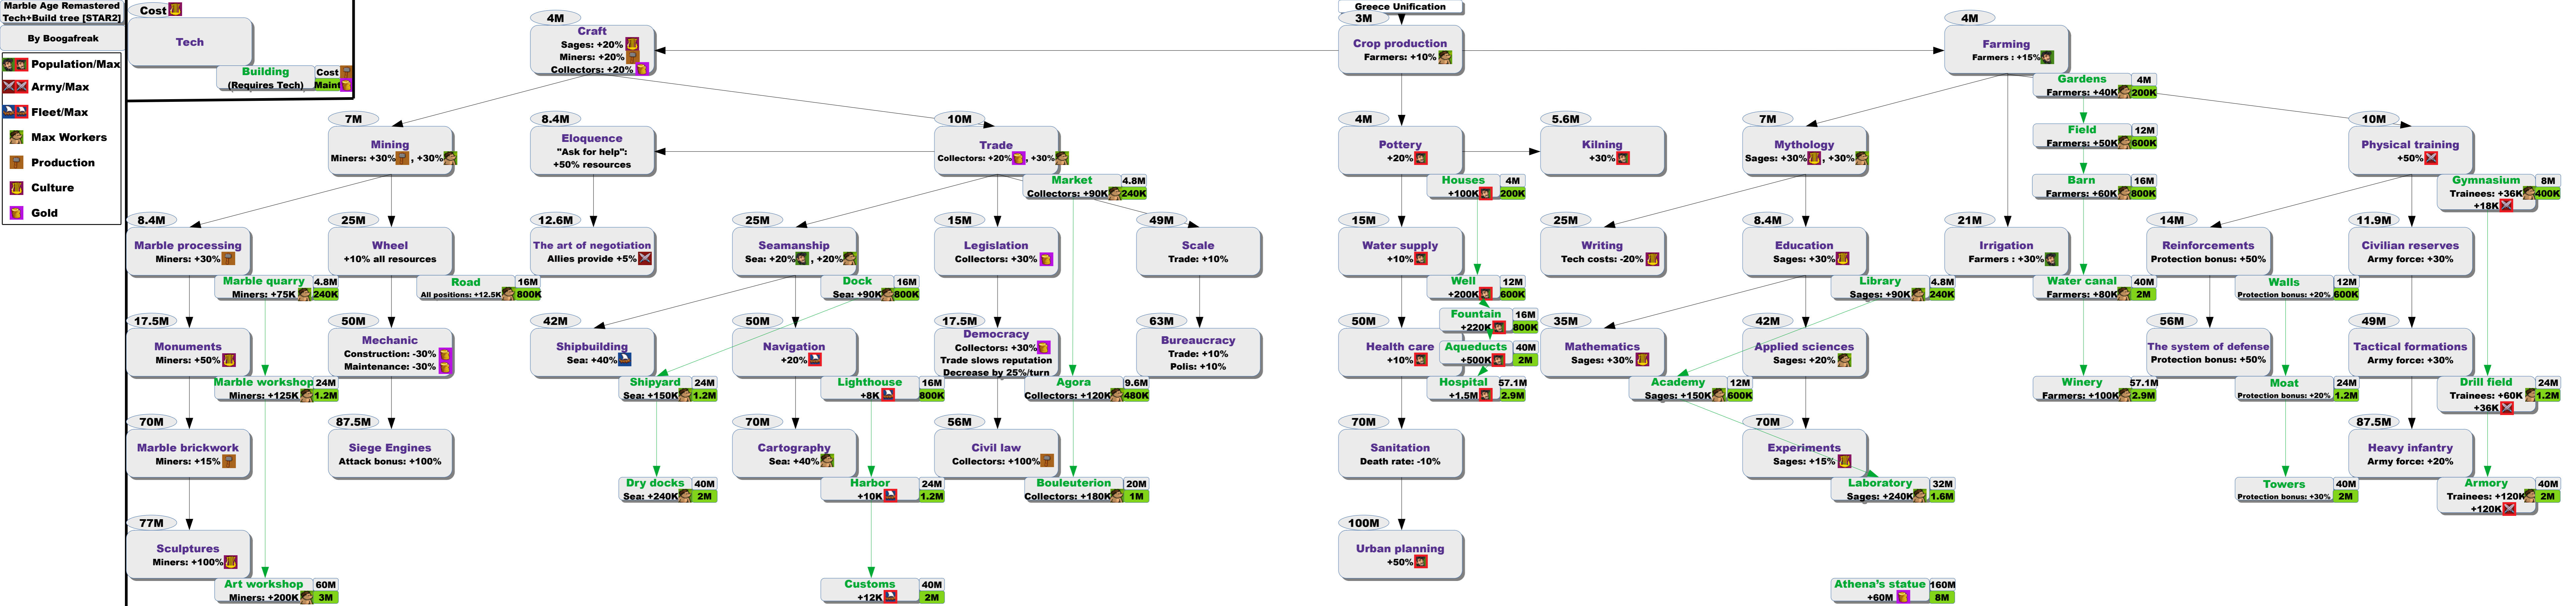 Marble Age Remastered
Tech+Build tree [STAR2]
By Boogafreak
Population/Max
Army/Max
Fleet/Max
Max Workers
Production
Culture
Gold
Cost
Tech
Building
(Requires Tech)
Cost
Maint
Greece Unification
4M
Craft
Sages: +20%
Miners: +20%
Collectors: +20%
3M
Crop production
Farmers: +10%
4M
Farming
Farmers : +15%
Gardens
4M
Farmers: +40K
200K
7M
Mining
Miners: +30% , +30%
8.4M
Eloquence
"Ask for help":
+50% resources
10M
Trade
Collectors: +20% , +30%
Market
4.8M
Collectors: +90K
240K
4M
Pottery
+20%
Houses
4M
+100K
200K
5.6M
Kilning
+30%
7M
Mythology
Sages: +30% , +30%
Field
12M
Farmers: +50K
600K
Barn
16M
Farmers: +60K
800K
10M
Physical training
+50%
Gymnasium
8M
Trainees: +36K
400K
+18K
8.4M
Marble processing
Miners: +30%
Marble quarry
4.8M
Miners: +75K
240K
25M
Wheel
+10% all resources
Road
16M
All positions: +12.5K
800K
12.6M
The art of negotiation
Allies provide +5%
25M
Seamanship
Sea: +20% , +20%
Dock
16M
Sea: +90K
800K
15M
Legislation
Collectors: +30%
49M
Scale
Trade: +10%
15M
Water supply
+10%
Well
12M
+200K
600K
Fountain
16M
+220K
800K
25M
Writing
Tech costs: -20%
8.4M
Education
Sages: +30%
Library
4.8M
Sages: +90K
240K
21M
Irrigation
Farmers : +30%
Water canal
40M
Farmers: +80K
2M
14M
Reinforcements
Protection bonus: +50%
Walls
12M
Protection bonus: +20%
600K
11.9M
Civilian reserves
Army force: +30%
17.5M
Monuments
Miners: +50%
Marble workshop
24M
Miners: +125K
1.2M
50M
Mechanic
Construction: -30%
Maintenance: -30%
42M
Shipbuilding
Sea: +40%
Shipyard
24M
Sea: +150K
1.2M
50M
Navigation
+20%
Lighthouse
16M
+8K
800K
17.5M
Democracy
Collectors: +30%
Trade slows reputation
Decrease by 25%/turn
Agora
9.6M
Collectors: +120K
480K
63M
Bureaucracy
Trade: +10%
Polis: +10%
50M
Health care
+10%
Aqueducts
40M
+500K
2M
Hospital
57.1M
+1.5M
2.9M
35M
Mathematics
Sages: +30%
Academy
12M
Sages: +150K
600K
42M
Applied sciences
Sages: +20%
Winery
57.1M
Farmers: +100K
2.9M
56M
The system of defense
Protection bonus: +50%
Moat
24M
Protection bonus: +20%
1.2M
49M
Tactical formations
Army force: +30%
Drill field
24M
Trainees: +60K
1.2M
+36K
70M
Marble brickwork
Miners: +15%
87.5M
Siege Engines
Attack bonus: +100%
Dry docks
40M
Sea: +240K
2M
70M
Cartography
Sea: +40%
Harbor
24M
+10K
1.2M
56M
Civil law
Collectors: +100%
Bouleuterion
20M
Collectors: +180K
1M
70M
Sanitation
Death rate: -10%
70M
Experiments
Sages: +15%
Laboratory
32M
Sages: +240K
1.6M
Towers
40M
Protection bonus: +30%
2M
87.5M
Heavy infantry
Army force: +20%
Armory
40M
Trainees: +120K
2M
+120K
77M
Sculptures
Miners: +100%
Art workshop
60M
Miners: +200K
3M
Customs
40M
+12K
2M
100M
Urban planning
+50%
Athena's statue
160M
+60M
8M